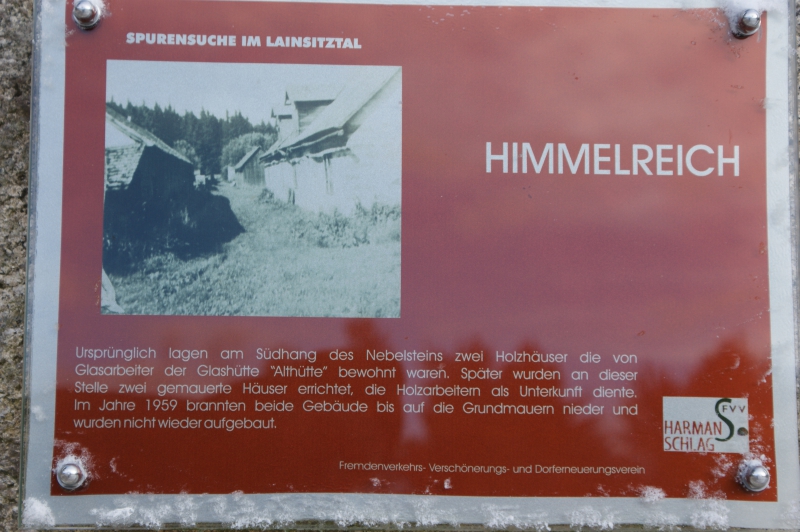 SPURENSUCHE IM LAINSITZTAL
HIMMELREICH
Ursprünglich lagen am Südhang des Nebelsteins zwei Holzhäuser die von
Glasarbeiter der Glashütte "Althütte" bewohnt waren. Später wurden an dieser
Stelle zwei gemauerte Häuser errichtet, die Holzarbeitern als Unterkunft diente.
Im Jahre 1959 brannten beide Gebäude bis auf die Grundmauern nieder und
wurden nicht wieder aufgebaut.
FVV
HARMAN
SCHLAG
Fremdenverkehrs- Verschönerungs- und Dorferneuerungsverein